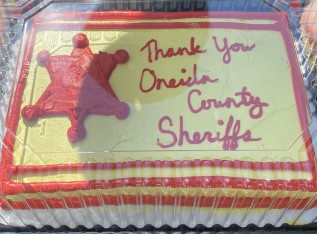 Thank You
Oneida
County
Sheriffs